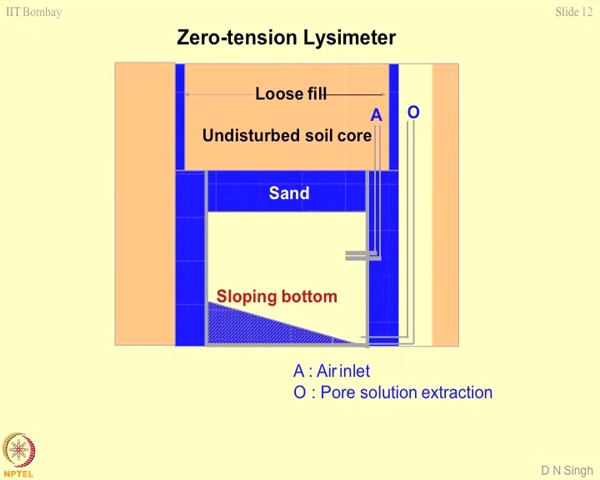 IIT Bombay
Slide 12
Zero-tension Lysimeter
Loose fill
A
O
Undisturbed soil core
Sand
Sloping bottom
A : Air inlet
O : Pore solution extraction
NPTEL
D N Singh